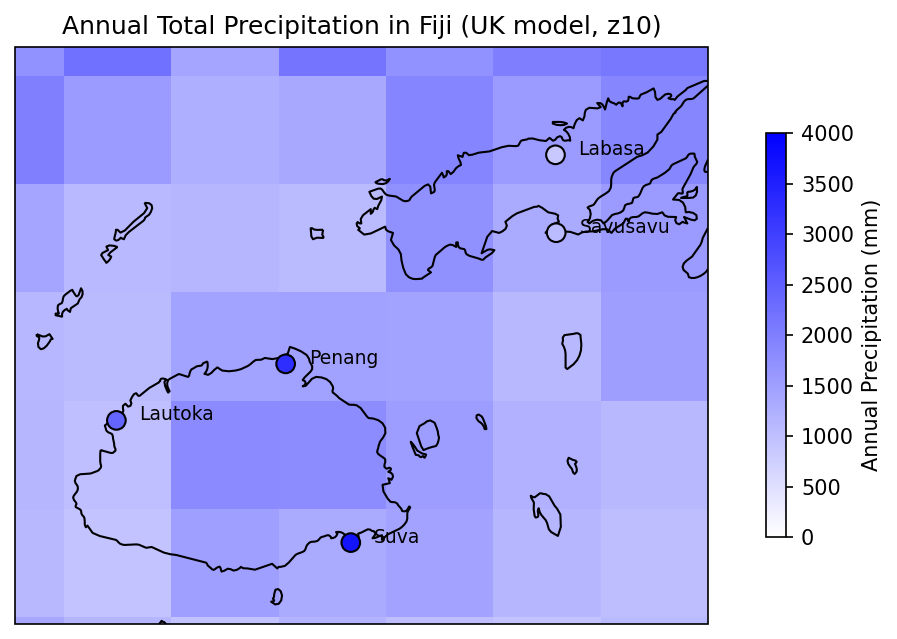 Annual Total Precipitation in Fiji (UK model, z10)
Labasa
Savusavu
Penang
Lautoka
Suva
4000
3500
3000
2500
2000
1500
1000
500
0
Annual Precipitation (mm)